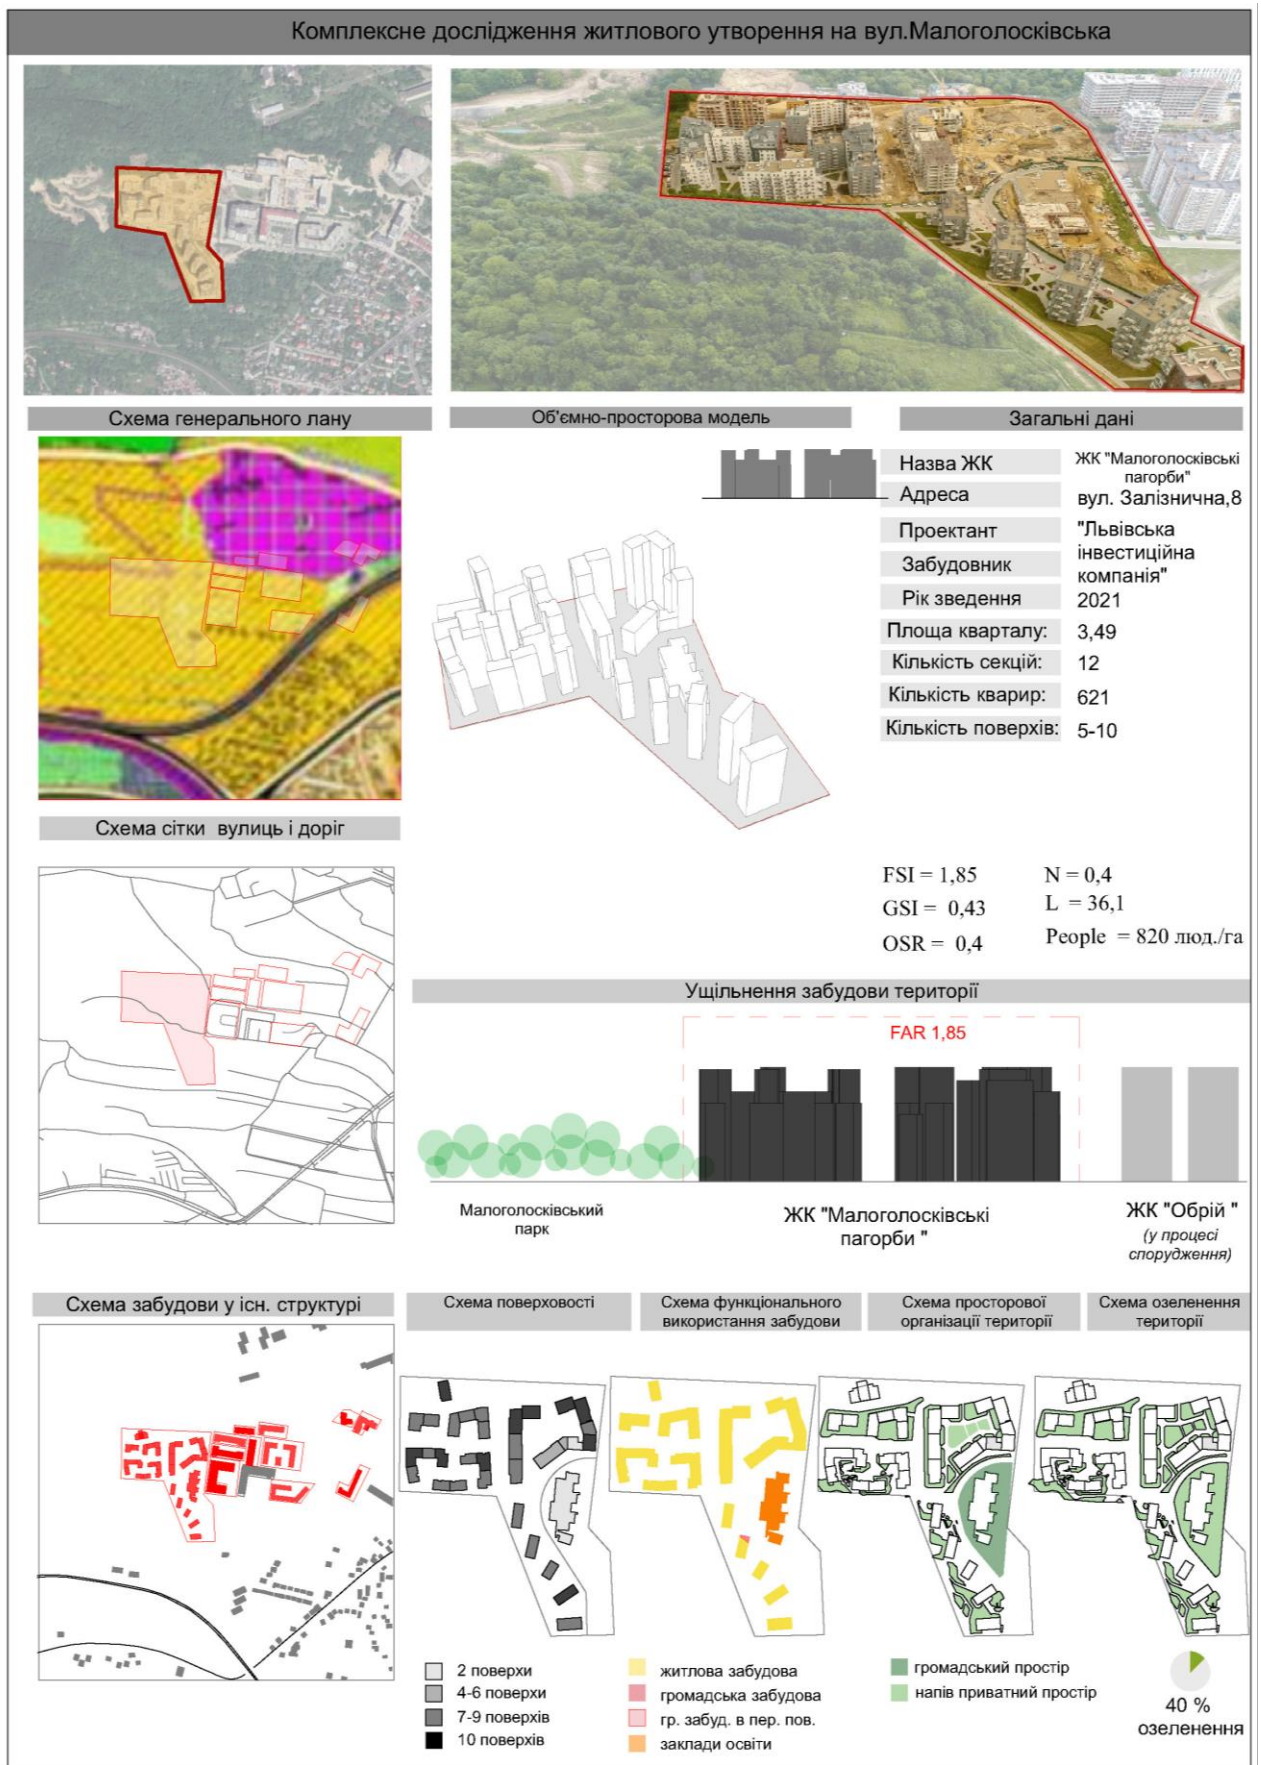 Комплексне дослідження житлового утворення на вул.Малоголосківська
Схема генерального лану
Об'ємно-просторова модель
Загальні дані
Назва ЖК
ЖК "Малоголосківські
пагорби"
Адреса
вул. Залізнична,8
Проектант
Забудовник
"Львівська
інвестиційна
компанія"
Рік зведення
2021
Площа кварталу:
3,49
Кількість секцій:
12
Кількість кварир:
621
Кількість поверхів:
5-10
Схема сітки вулиць і доріг
FSI = 1,85
N = 0,4
GSI = 0,43
L = 36,1
OSR = 0,4
People = 820 люд./га
Ущільнення забудови території
FAR 1,85
Малоголосківський
парк
ЖК "Малоголосківські
пагорби "
ЖК "Обрій "
(у процесі
спорудження)
Схема забудови у існ. структурі
Схема поверховості
Схема функціонального
використання забудови
Схема просторової
організації території
Схема озеленення
території
2 поверхи
4-6 поверхи
7-9 поверхів
10 поверхів
житлова забудова
громадська забудова
гр. забуд. в пер. пов.
заклади освіти
громадський простір
напів приватний простір
40 %
озеленення